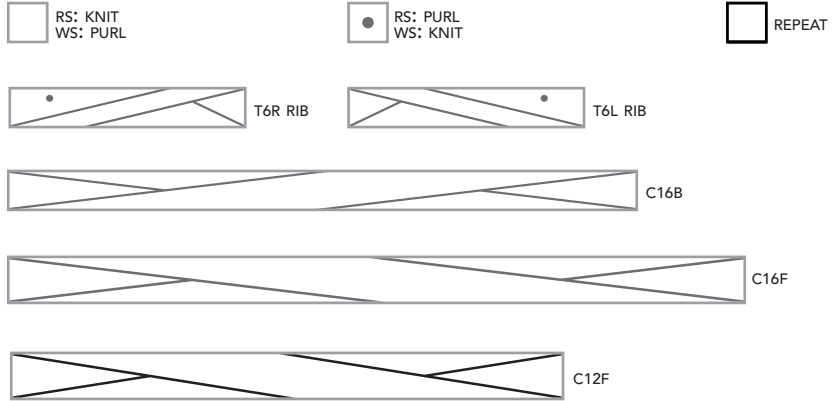 RS: KNIT
WS: PURL
RS: PURL
WS: KNIT
REPEAT
T6R RIB
T6L RIB
C16B
C16F
C12F